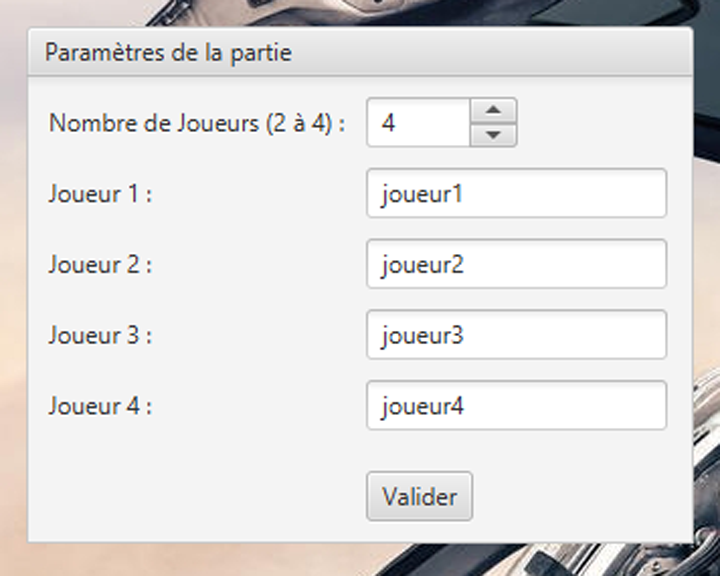 Paramètres de la partie
Nombre de Joueurs (2 à 4) : 4
Joueur 1 : joueur1
Joueur 2 : joueur2
Joueur 3 : joueur3
Joueur 4 : joueur4
Valider